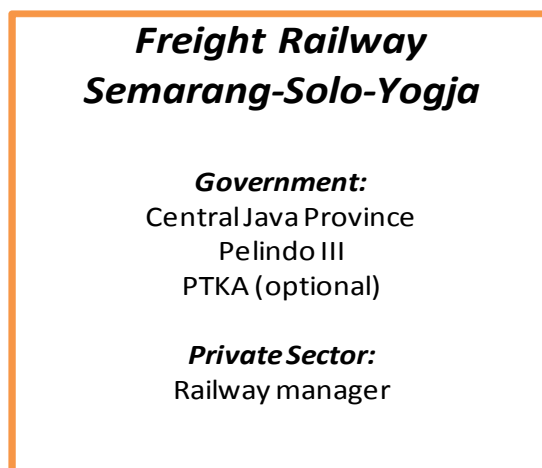 Freight Railway
Semarang-Solo-Yogja
Government:
Central Java Province
Pelindo III
PTKA (optional)
Private Sector:
Railway manager